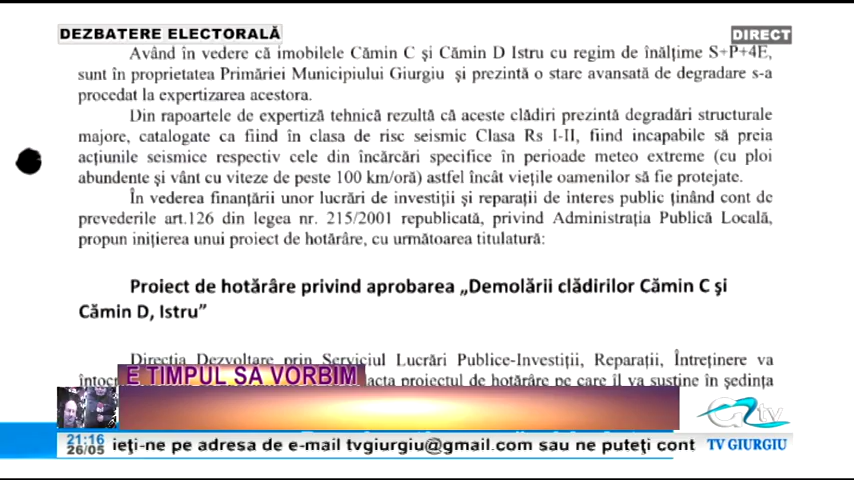 DEZBATERE ELECTORALĂ
DIRECT
Având în vedere că imobilele Cămin C și Cămin D Istru cu regim de înălțime S+P+4E,
sunt în proprietatea Primăriei Municipiului Giurgiu și prezintă o stare avansată de degradare s-a
procedat la expertizarea acestora.
Din rapoartele de expertiză tehnică rezultă că aceste clădiri prezintă degradări structurale
majore, catalogate ca fiind în clasa de risc seismic Clasa Rs I-II, fiind incapabile să preia
acțiunile seismice respectiv cele din încărcări specifice în perioade meteo extreme (cu ploi
abundente și vânt cu viteze de peste 100 km/oră) astfel încât viețile oamenilor să fie protejate.
În vederea finanțării unor lucrări de investiții și reparații de interes public ținând cont de
prevederile art.126 din legea nr. 215/2001 republicată, privind Administrația Publică Locală,
propun inițierea unui proiect de hotărâre, cu următoarea titulatură:
Proiect de hotărâre privind aprobarea „Demolării clădirilor Cămin C și
Cămin D, Istru”
Direcția Dezvoltare prin Serviciul Lucrări Publice-Investiții, Reparații, Întreținere va
acta proiectul de hotărâre pe care îl va susține în ședința
E TIMPUL SA VORBIM
tv
21:16
26/05
ieți-ne pe adresa de e-mail tvgiurgiu@gmail.com sau ne puteți cont
TV GIURGIU